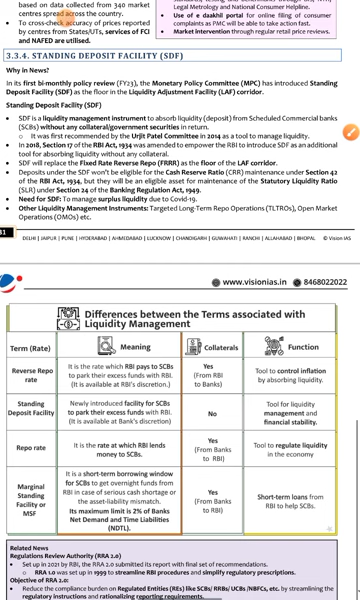 based on data collected from 340 market
centres spread across the country.
To cross-check accuracy of prices reported
by centres from States/UTs, services of FCI
and NAFED are utilised.
Legal Metrology and National Consumer Helpline.
Use of e daakhil portal for online filing of consumer
complaints as PMC will be able to take action fast.
Market intervention through regular retail price reviews.
3.3.4. STANDING DEPOSIT FACILITY (SDF)
Why in News?
In its first bi-monthly policy review (FY23), the Monetary Policy Committee (MPC) has introduced Standing
Deposit Facility (SDF) as the floor in the Liquidity Adjustment Facility (LAF) corridor.
Standing Deposit Facility (SDF)
• SDF is a liquidity management instrument to absorb liquidity (deposit) from Scheduled commercial Banks
(SCBs) without any collateral/government securities in return.
o It was first recommended by the Urjit Patel Committee in 2014 as a tool to manage liquidity.
• In 2018, Section 17 of the RBI Act, 1934 was amended to empower the RBI to introduce SDF as an additional
tool for absorbing liquidity without any collateral.
• SDF will replace the Fixed Rate Reverse Repo (FRRR) as the floor of the LAF corridor.
• Deposits under the SDF won't be eligible for the Cash Reserve Ratio (CRR) maintenance under Section 42
of the RBI Act, 1934, but they will be an eligible asset for maintenance of the Statutory Liquidity Ratio
(SLR) under Section 24 of the Banking Regulation Act, 1949.
• Need for SDF: To manage surplus liquidity due to Covid-19.
• Other Liquidity Management Instruments: Targeted Long-Term Repo Operations (TLTROs), Open Market
Operations (OMOs) etc.
31
DELHI | JAIPUR | PUNE | HYDERABAD | AHMEDABAD | LUCKNOW | CHANDIGARH | GUWAHATI | RANCHI | ALLAHABAD | BHOPAL © Vision IAS
www.visionias.in 8468022022
Differences between the Terms associated with
Liquidity Management
Term (Rate) Meaning Collaterals Function
Reverse Repo
rate
It is the rate which RBI pays to SCBs
to park their excess funds with RBI.
(It is available at RBI's discretion.)
Yes
(From RBI
to Banks)
Tool to control inflation
by absorbing liquidity.
Standing
Deposit Facility
Newly introduced facility for SCBs
to park their excess funds with RBI.
(It is available at Bank's discretion)
No
Tool for liquidity
management and
financial stability.
Repo rate
It is the rate at which RBI lends
money to SCBs.
Yes
(From Banks
to RBI)
Tool to regulate liquidity
in the economy
Marginal
Standing
Facility or
MSF
It is a short-term borrowing window
for SCBs to get overnight funds from
RBI in case of serious cash shortage or
the asset-liability mismatch.
Its maximum limit is 2% of Banks
Net Demand and Time Liabilities
(NDTL).
Yes
(From Banks
to RBI)
Short-term loans from
RBI to help SCBs.
Related News
Regulations Review Authority (RRA 2.0)
• Set up in 2021 by RBI, the RRA 2.0 submitted its report with final set of recommendations.
o RRA 1.0 was set up in 1999 to streamline RBI procedures and simplify regulatory prescriptions.
Objective of RRA 2.0:
• Reduce the compliance burden on Regulated Entities (REs) like SCBs/ RRBs/ UCBs /NBFCs, etc. by streamlining the
regulatory instructions and rationalizing reporting requirements.